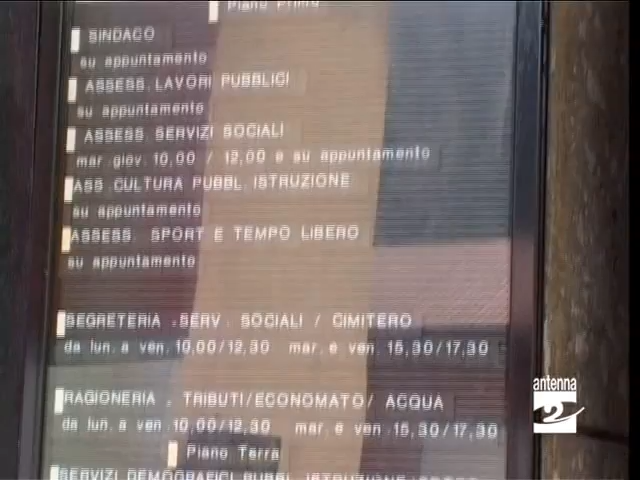 Piano Primo
SINDACO
su appuntamento
ASSESS. LAVORI PUBBLICI
su appuntamento
ASSESS. SERVIZI SOCIALI
mar. giov. 10,00 / 12,00 e su appuntamento
ASS. CULTURA PUBBL. ISTRUZIONE
su appuntamento
ASSESS. SPORT E TEMPO LIBERO
su appuntamento
SEGRETERIA . SERV. SOCIALI / CIMITERO
da lun. a ven. 10,00/12,30 mar. e ven. 15,30/17,30
RAGIONERIA . TRIBUTI/ECONOMATO/ ACQUA
da lun. a ven. 10,00/12,30 mar. e ven. 15,30/17,30
Piano Terra
SERVIZI DEMOGRAFICI PUBBL. ISTRUZIONE
antenna
2